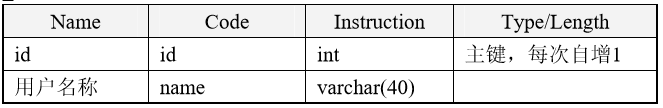 Name Code Instruction Type/Length
id id int 主键，每次自增1
用户名称 name varchar(40)